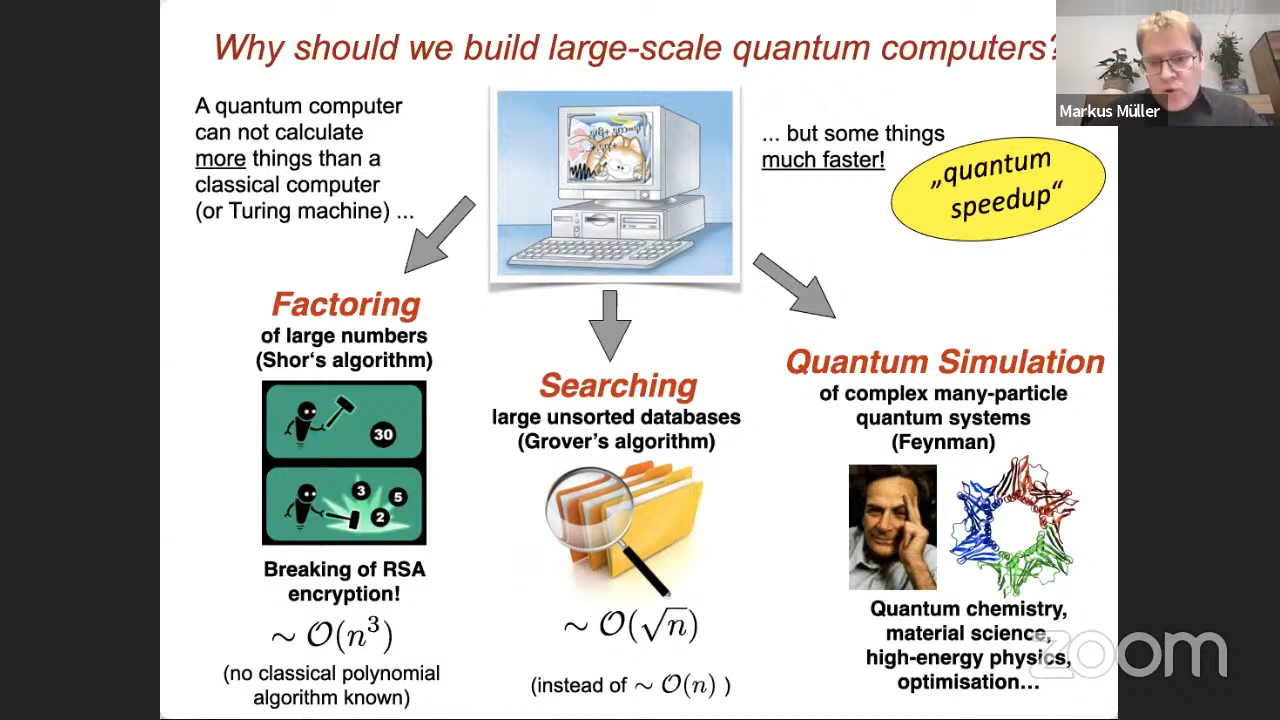 Why should we build large-scale quantum computers?
Markus Müller
A quantum computer
can not calculate
more things than a
classical computer
(or Turing machine) ...
... but some things
much faster!
„quantum
speedup“
Factoring
of large numbers
(Shor‘s algorithm)
30
3
5
2
Breaking of RSA
encryption!
~ O(n³)
(no classical polynomial
algorithm known)
Searching
large unsorted databases
(Grover’s algorithm)
~ O(√n)
(instead of ~ O(n) )
Quantum Simulation
of complex many-particle
quantum systems
(Feynman)
Quantum chemistry,
material science,
high-energy physics,
optimisation…
zoom